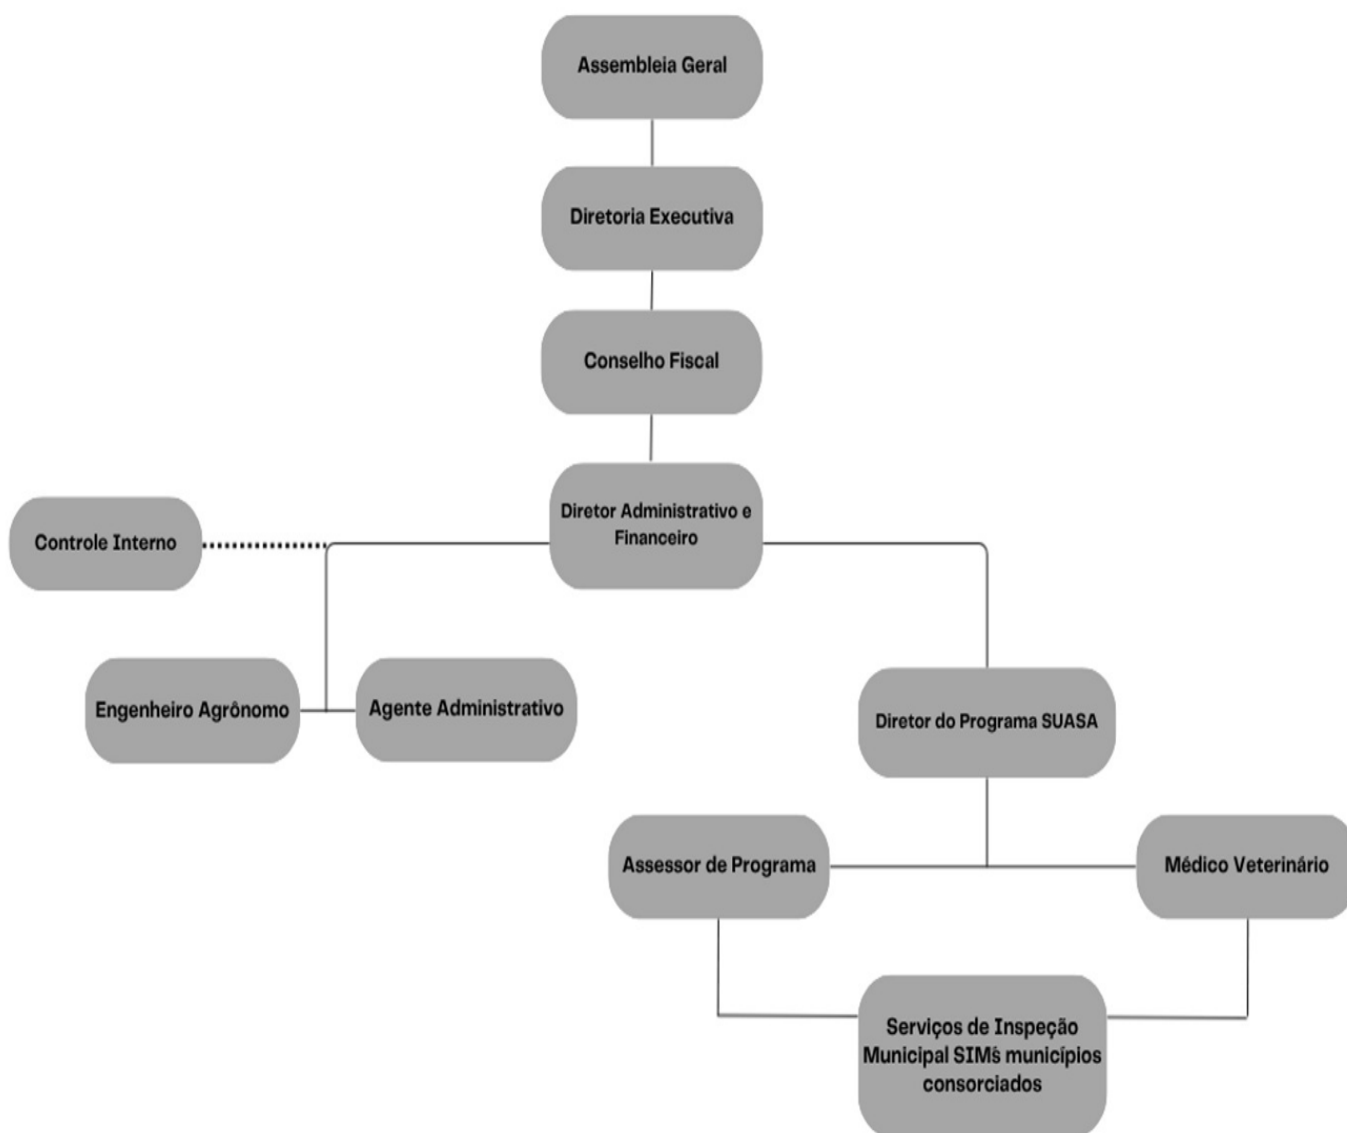 Assembleia Geral
Diretoria Executiva
Conselho Fiscal
Diretor Administrativo e
Financeiro
Controle Interno
Engenheiro Agrônomo
Agente Administrativo
Diretor do Programa SUASA
Assessor de Programa
Médico Veterinário
Serviços de Inspeção
Municipal SIM´s municípios
consorciados